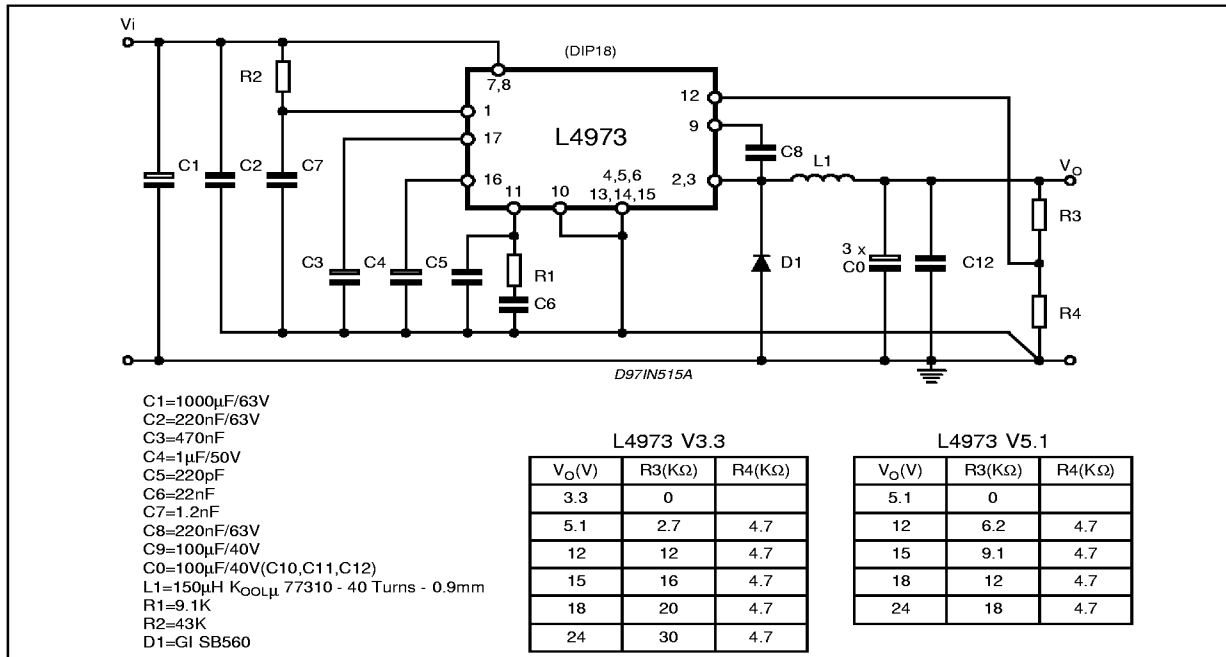 Vi
(DIP18)
R2
7,8
12
1
9
17
L4973
C8
L1
C1
C2
C7
16
4,5,6
2,3
VO
11
10
13,14,15
R3
C3
C4
C5
R1
D1
3 x
C0
C12
C6
R4
D97IN515A
C1=1000µF/63V
C2=220nF/63V
C3=470nF
C4=1µF/50V
C5=220pF
C6=22nF
C7=1.2nF
C8=220nF/63V
C9=100µF/40V
C0=100µF/40V(C10,C11,C12)
L1=150µH KOOLµ 77310 - 40 Turns - 0.9mm
R1=9.1K
R2=43K
D1=GI SB560
L4973 V3.3
VO(V) R3(KΩ) R4(KΩ)
3.3 0
5.1 2.7 4.7
12 12 4.7
15 16 4.7
18 20 4.7
24 30 4.7
L4973 V5.1
VO(V) R3(KΩ) R4(KΩ)
5.1 0
12 6.2 4.7
15 9.1 4.7
18 12 4.7
24 18 4.7